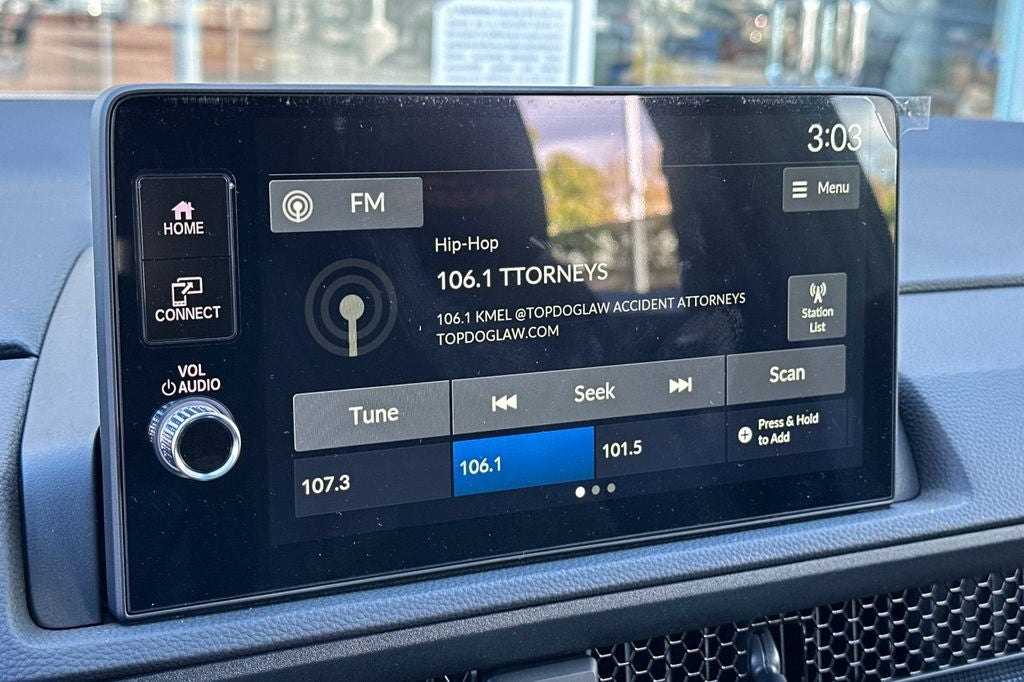 3:03
FM
Menu
HOME
Hip-Hop
106.1 TTORNEYS
CONNECT
106.1 KMEL @TOPDOGLAW ACCIDENT ATTORNEYS
TOPDOGLAW.COM
Station
List
VOL
AUDIO
Tune
Seek
Scan
107.3
106.1
101.5
Press & Hold
to Add